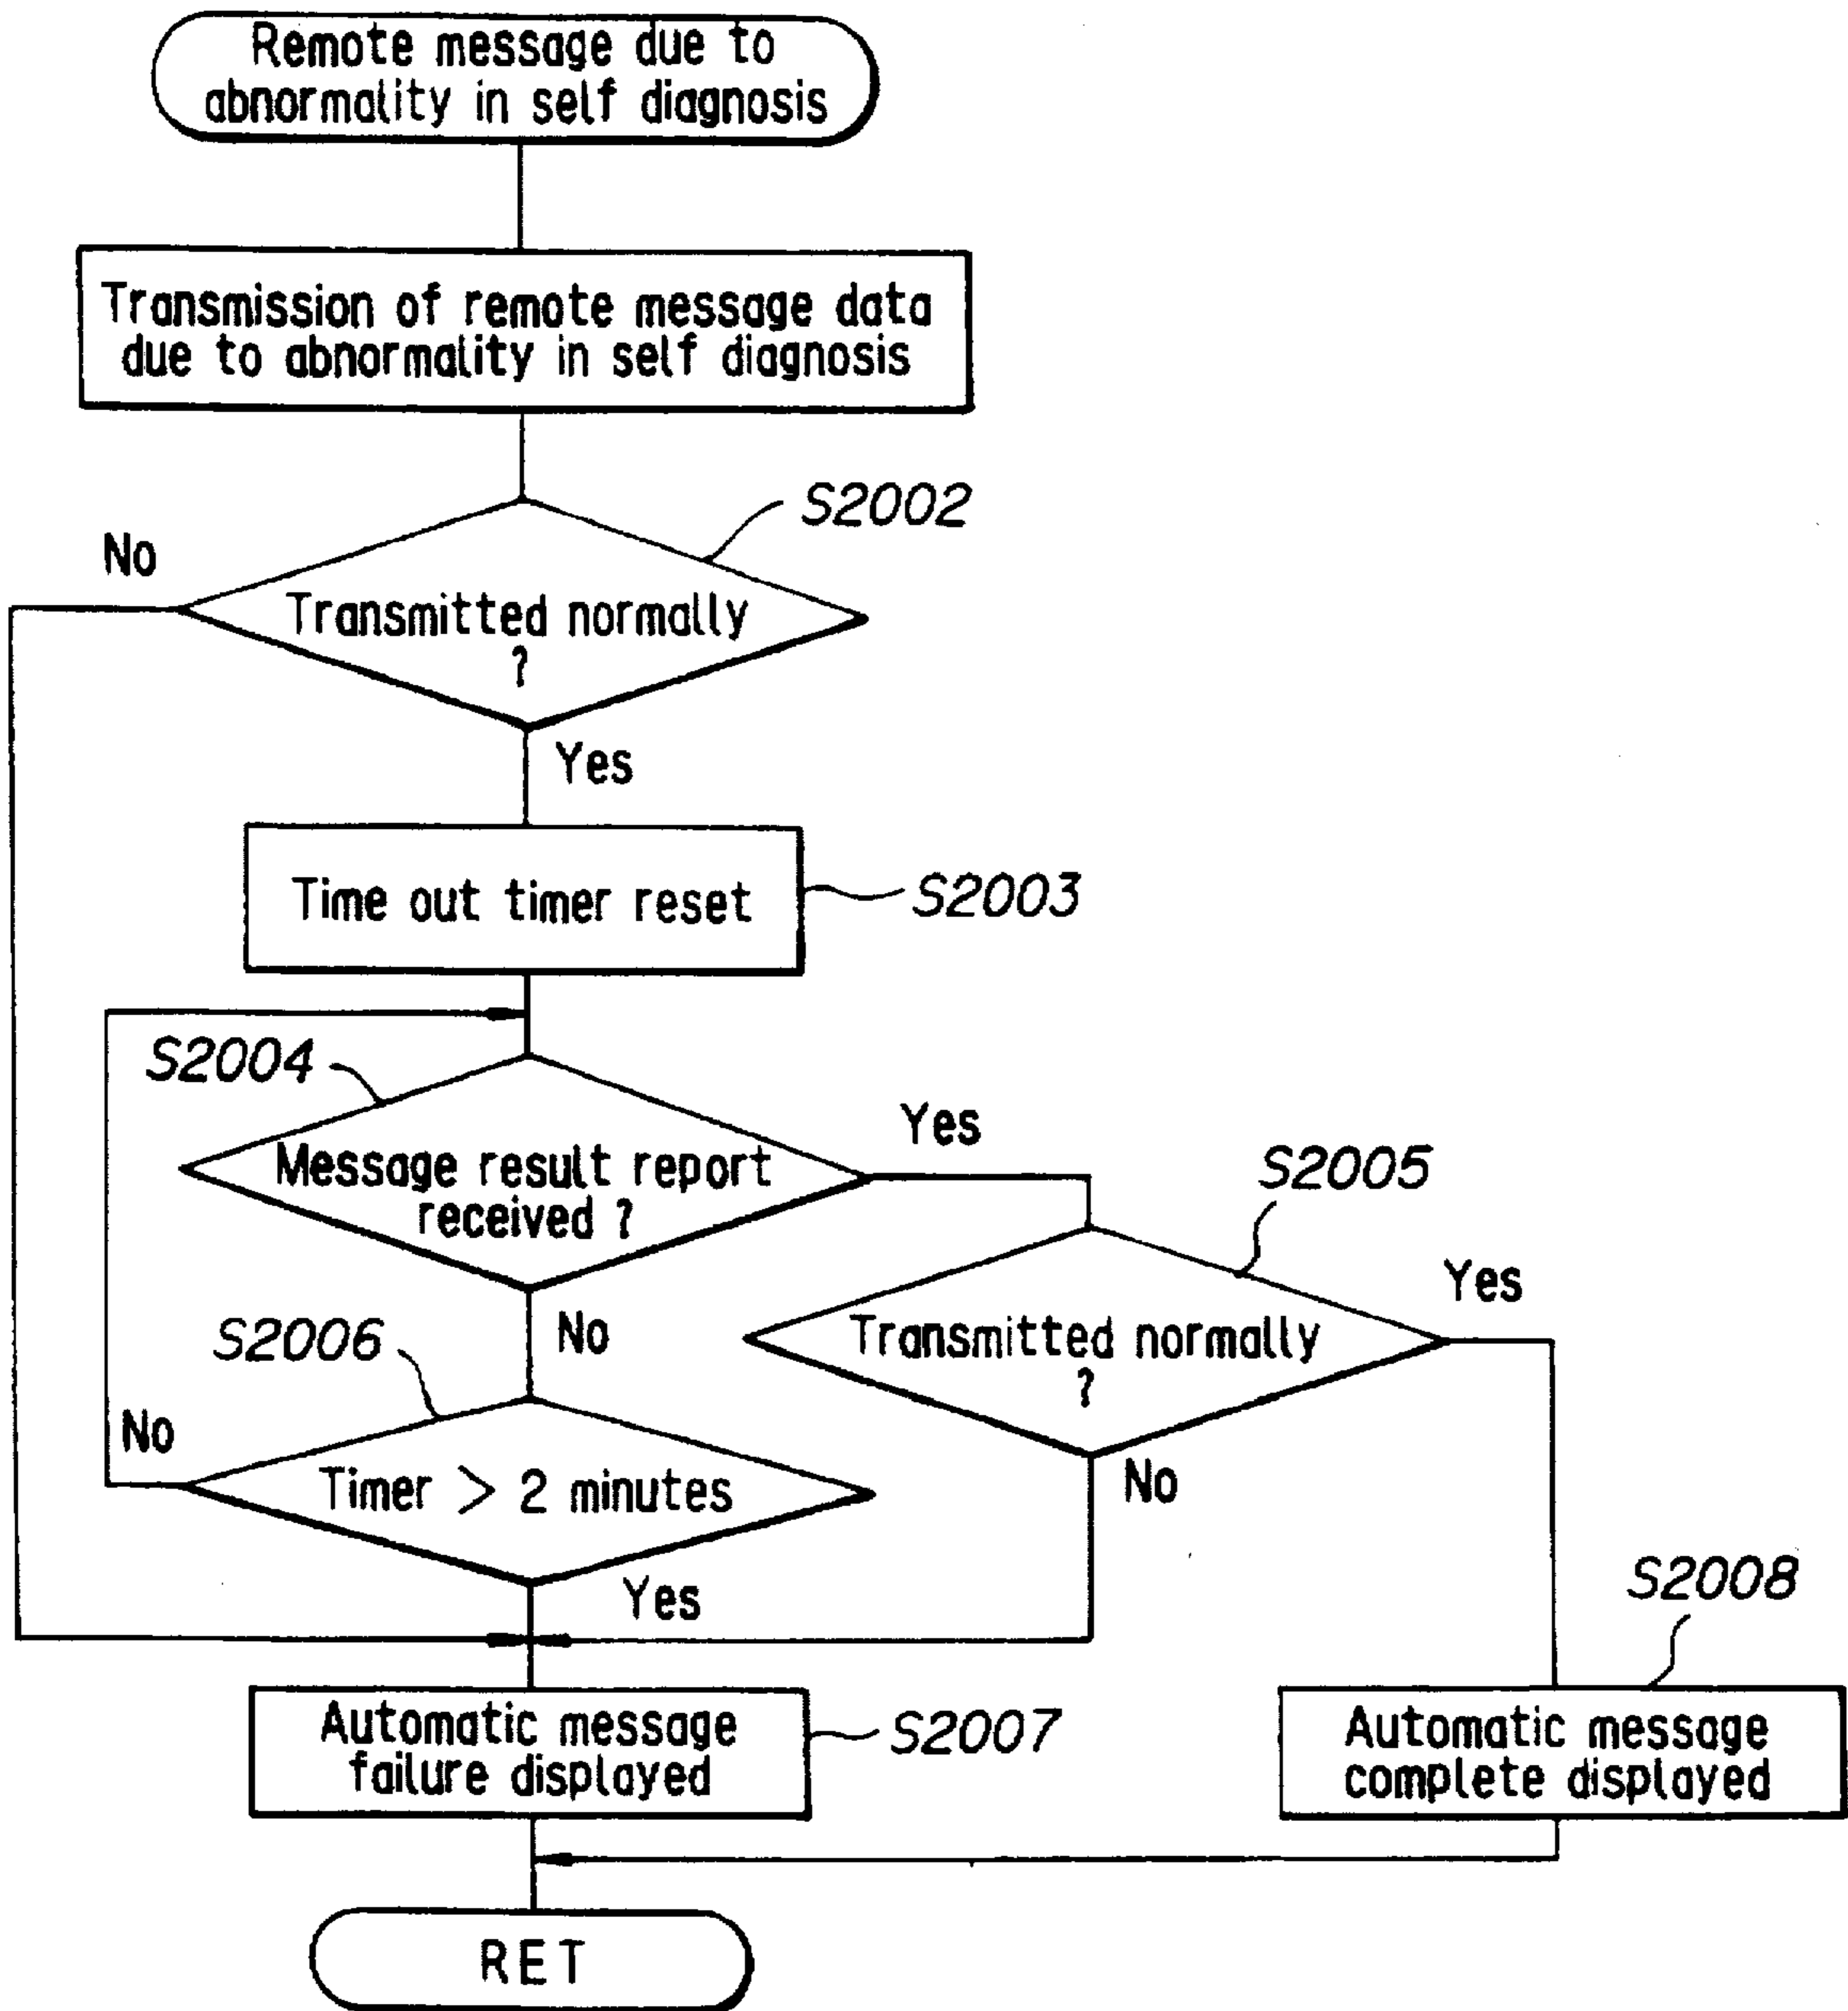 Remote message due to
abnormality in self diagnosis
Transmission of remote message data
due to abnormality in self diagnosis
S2002
No
Transmitted normally
?
Yes
Time out timer reset
S2003
S2004
Yes
Message result report
received ?
S2005
Yes
S2006
No
Transmitted normally
?
No
Timer > 2 minutes
No
Yes
S2008
Automatic message
failure displayed
S2007
Automatic message
complete displayed
RET